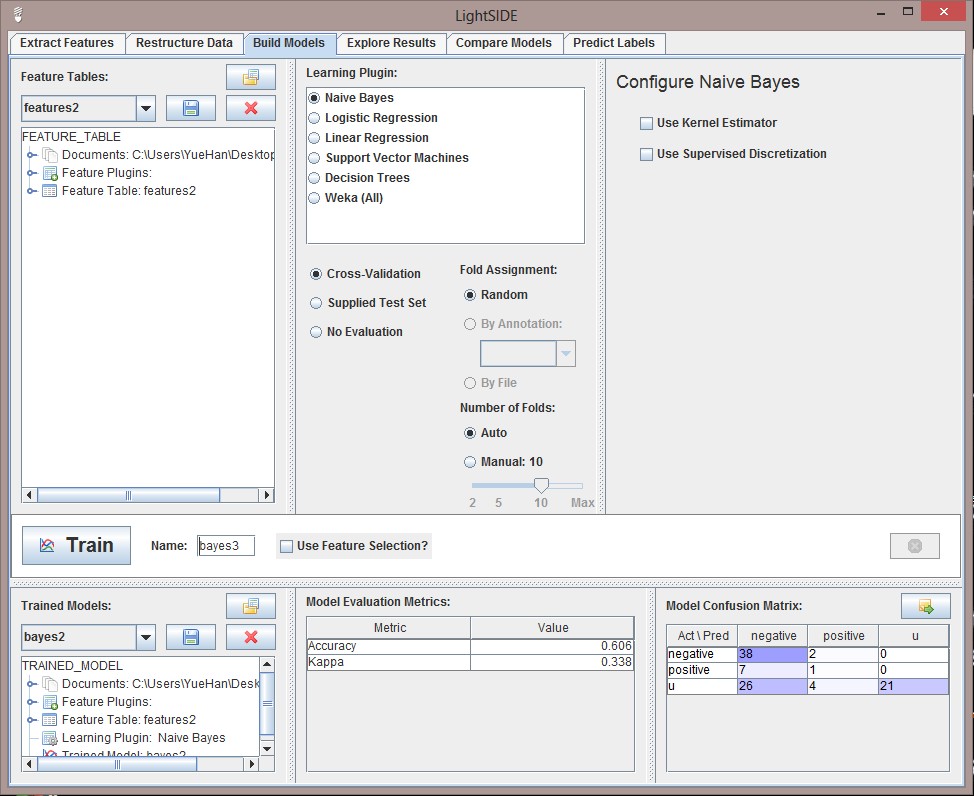 LightSIDE
Extract Features Restructure Data Build Models Explore Results Compare Models Predict Labels
Feature Tables:
features2
FEATURE_TABLE
Documents: C:\Users\YueHan\Desktop
Feature Plugins:
Feature Table: features2
Learning Plugin:
Naive Bayes
Logistic Regression
Linear Regression
Support Vector Machines
Decision Trees
Weka (All)
Cross-Validation
Supplied Test Set
No Evaluation
Fold Assignment:
Random
By Annotation:
By File
Number of Folds:
Auto
Manual: 10
2 5 10 Max
Configure Naive Bayes
Use Kernel Estimator
Use Supervised Discretization
Train Name: bayes3 Use Feature Selection?
Trained Models:
bayes2
TRAINED_MODEL
Documents: C:\Users\YueHan\Desk
Feature Plugins:
Feature Table: features2
Learning Plugin: Naive Bayes
Trained Model: bayes2
Model Evaluation Metrics:
Metric Value
Accuracy 0.606
Kappa 0.338
Model Confusion Matrix:
Act \ Pred negative positive u
negative 38 2 0
positive 7 1 0
u 26 4 21